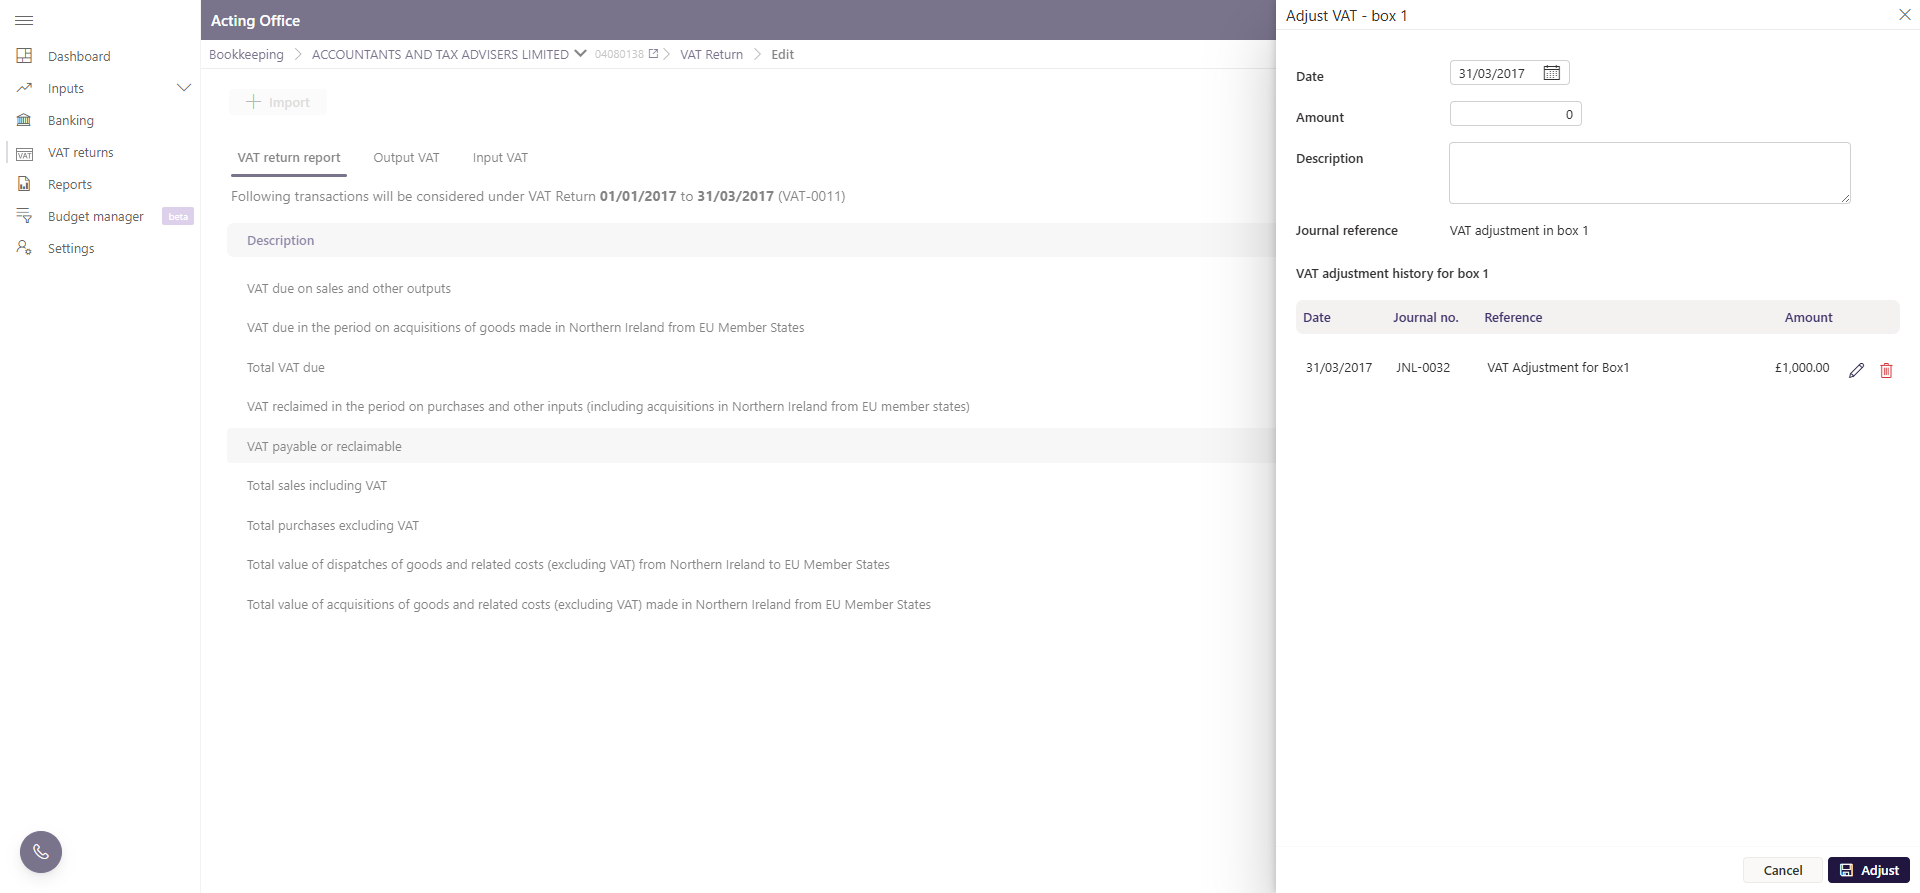 Acting Office
Bookkeeping ACCOUNTANTS AND TAX ADVISERS LIMITED 04080138 VAT Return Edit
Dashboard
Inputs
Banking
VAT returns
Reports
Budget manager beta
Settings
Import
VAT return report Output VAT Input VAT
Following transactions will be considered under VAT Return 01/01/2017 to 31/03/2017 (VAT-0011)
Description
VAT due on sales and other outputs
VAT due in the period on acquisitions of goods made in Northern Ireland from EU Member States
Total VAT due
VAT reclaimed in the period on purchases and other inputs (including acquisitions in Northern Ireland from EU member states)
VAT payable or reclaimable
Total sales including VAT
Total purchases excluding VAT
Total value of dispatches of goods and related costs (excluding VAT) from Northern Ireland to EU Member States
Total value of acquisitions of goods and related costs (excluding VAT) made in Northern Ireland from EU Member States
Adjust VAT - box 1
Date 31/03/2017
Amount 0
Description
Journal reference VAT adjustment in box 1
VAT adjustment history for box 1
Date Journal no. Reference Amount
31/03/2017 JNL-0032 VAT Adjustment for Box1 £1,000.00
Cancel Adjust